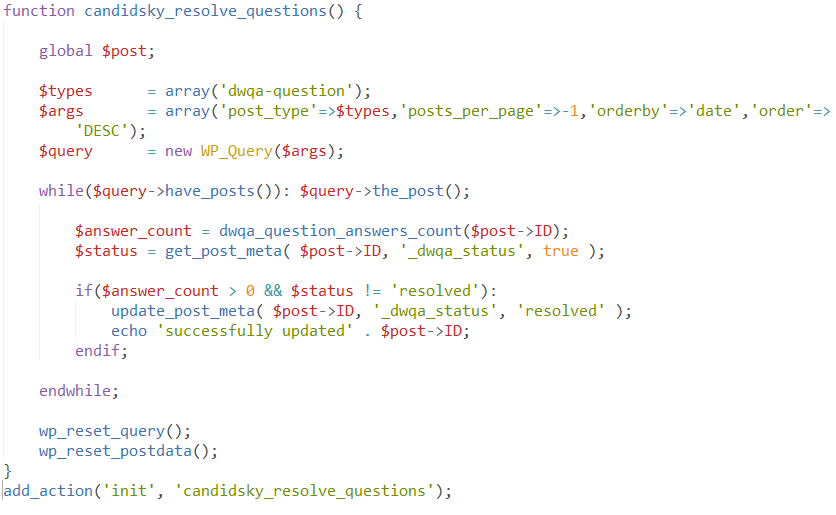 function candidsky_resolve_questions() {
global $post;
$types = array('dwqa-question');
$args = array('post_type'=>$types,'posts_per_page'=>-1,'orderby'=>'date','order'=>
'DESC');
$query = new WP_Query($args);
while($query->have_posts()): $query->the_post();
$answer_count = dwqa_question_answers_count($post->ID);
$status = get_post_meta( $post->ID, '_dwqa_status', true );
if($answer_count > 0 && $status != 'resolved'):
update_post_meta( $post->ID, '_dwqa_status', 'resolved' );
echo 'successfully updated' . $post->ID;
endif;
endwhile;
wp_reset_query();
wp_reset_postdata();
}
add_action('init', 'candidsky_resolve_questions');